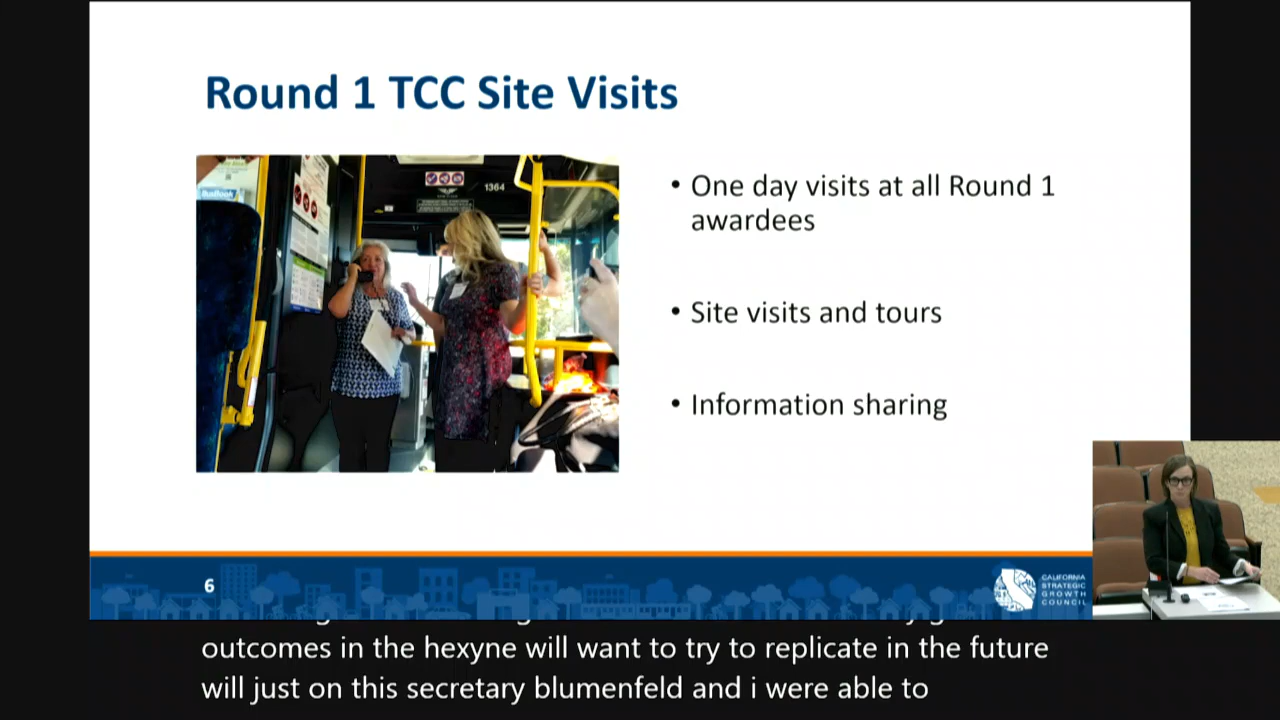 Round 1 TCC Site Visits
1364
• One day visits at all Round 1
awardees
• Site visits and tours
• Information sharing
6
CALIFORNIA
STRATEGIC
GROWTH
COUNCIL
outcomes in the hexyne will want to try to replicate in the future
will just on this secretary blumenfeld and i were able to